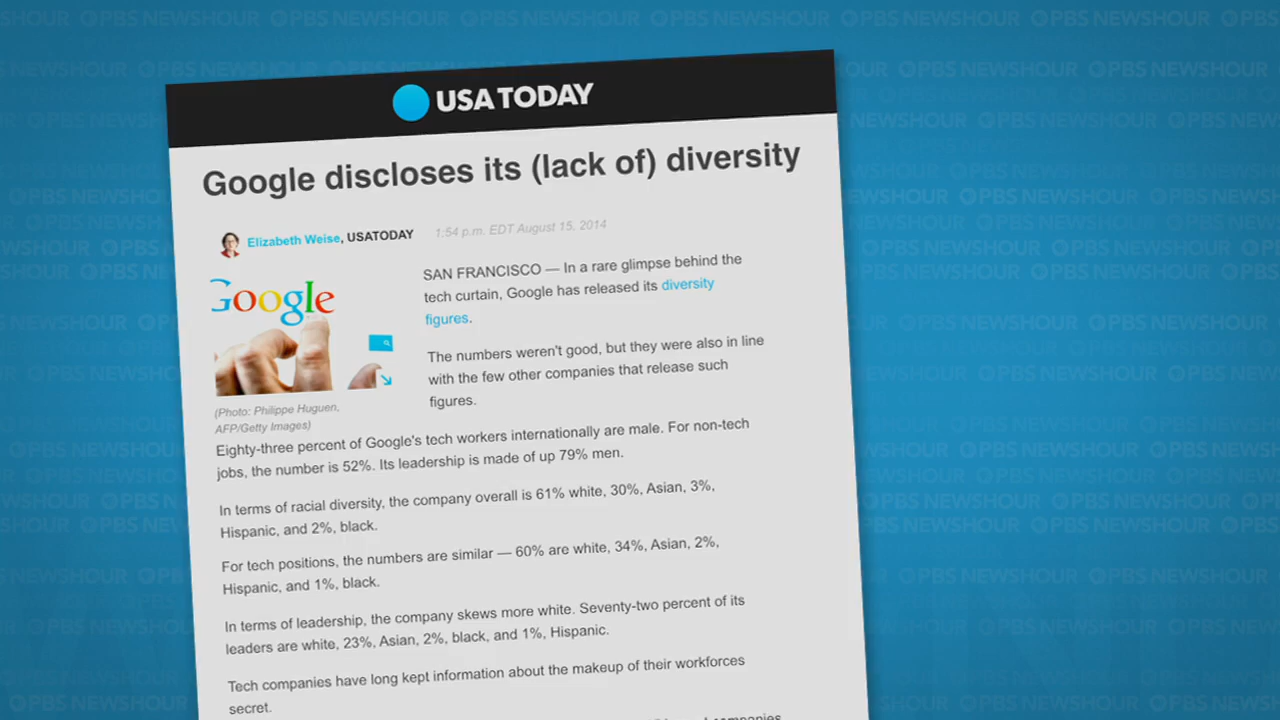 USA TODAY
Google discloses its (lack of) diversity
Elizabeth Weise, USATODAY 1:54 p.m. EDT August 15, 2014
Google
(Photo: Philippe Huguen,
AFP/Getty Images)
SAN FRANCISCO — In a rare glimpse behind the
tech curtain, Google has released its diversity
figures.
The numbers weren't good, but they were also in line
with the few other companies that release such
figures.
Eighty-three percent of Google's tech workers internationally are male. For non-tech
jobs, the number is 52%. Its leadership is made of up 79% men.
In terms of racial diversity, the company overall is 61% white, 30%, Asian, 3%,
Hispanic, and 2%, black.
For tech positions, the numbers are similar — 60% are white, 34%, Asian, 2%,
Hispanic, and 1%, black.
In terms of leadership, the company skews more white. Seventy-two percent of its
leaders are white, 23%, Asian, 2%, black, and 1%, Hispanic.
Tech companies have long kept information about the makeup of their workforces
secret.
companies
PBS NEWSHOUR